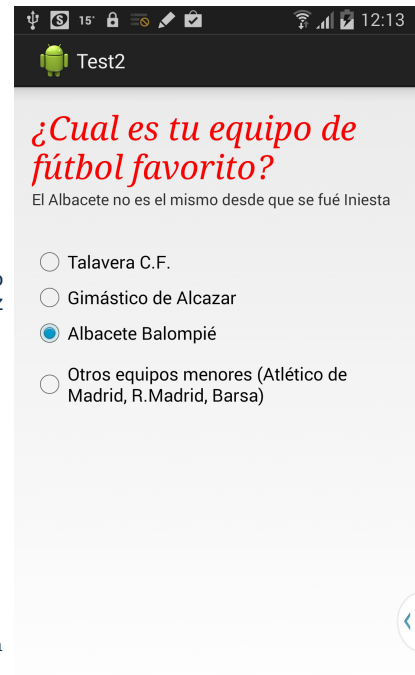 15°
12:13
Test2
¿Cual es tu equipo de
fútbol favorito?
El Albacete no es el mismo desde que se fué Iniesta
Talavera C.F.
Gimástico de Alcazar
Albacete Balompié
Otros equipos menores (Atlético de
Madrid, R.Madrid, Barsa)